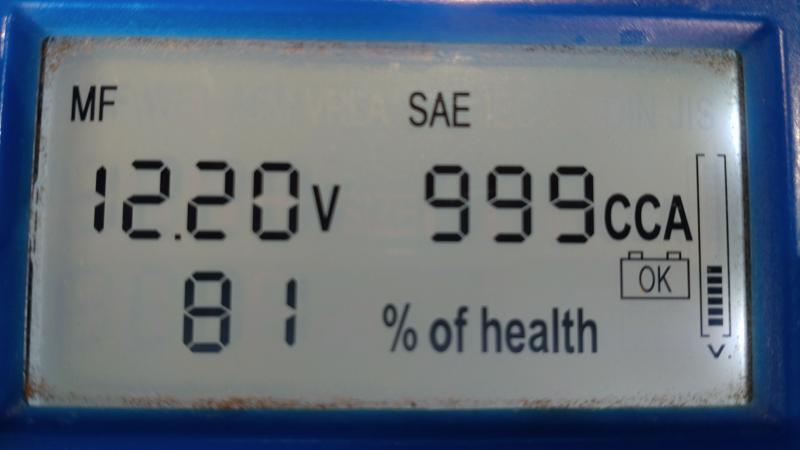 MF SAE
12.20V 999CCA
OK
81 % of health
V